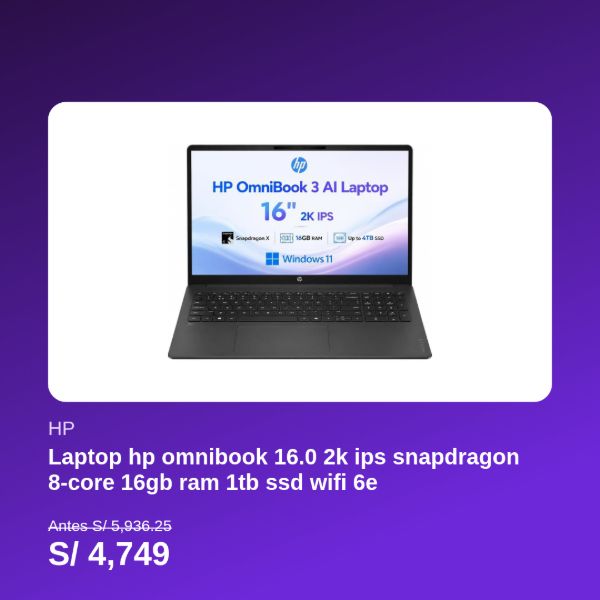 hp
HP OmniBook 3 AI Laptop
16" 2K IPS
Snapdragon X 16GB RAM Up to 4TB SSD
Windows 11
HP
Laptop hp omnibook 16.0 2k ips snapdragon
8-core 16gb ram 1tb ssd wifi 6e
Antes S/ 5,936.25
S/ 4,749